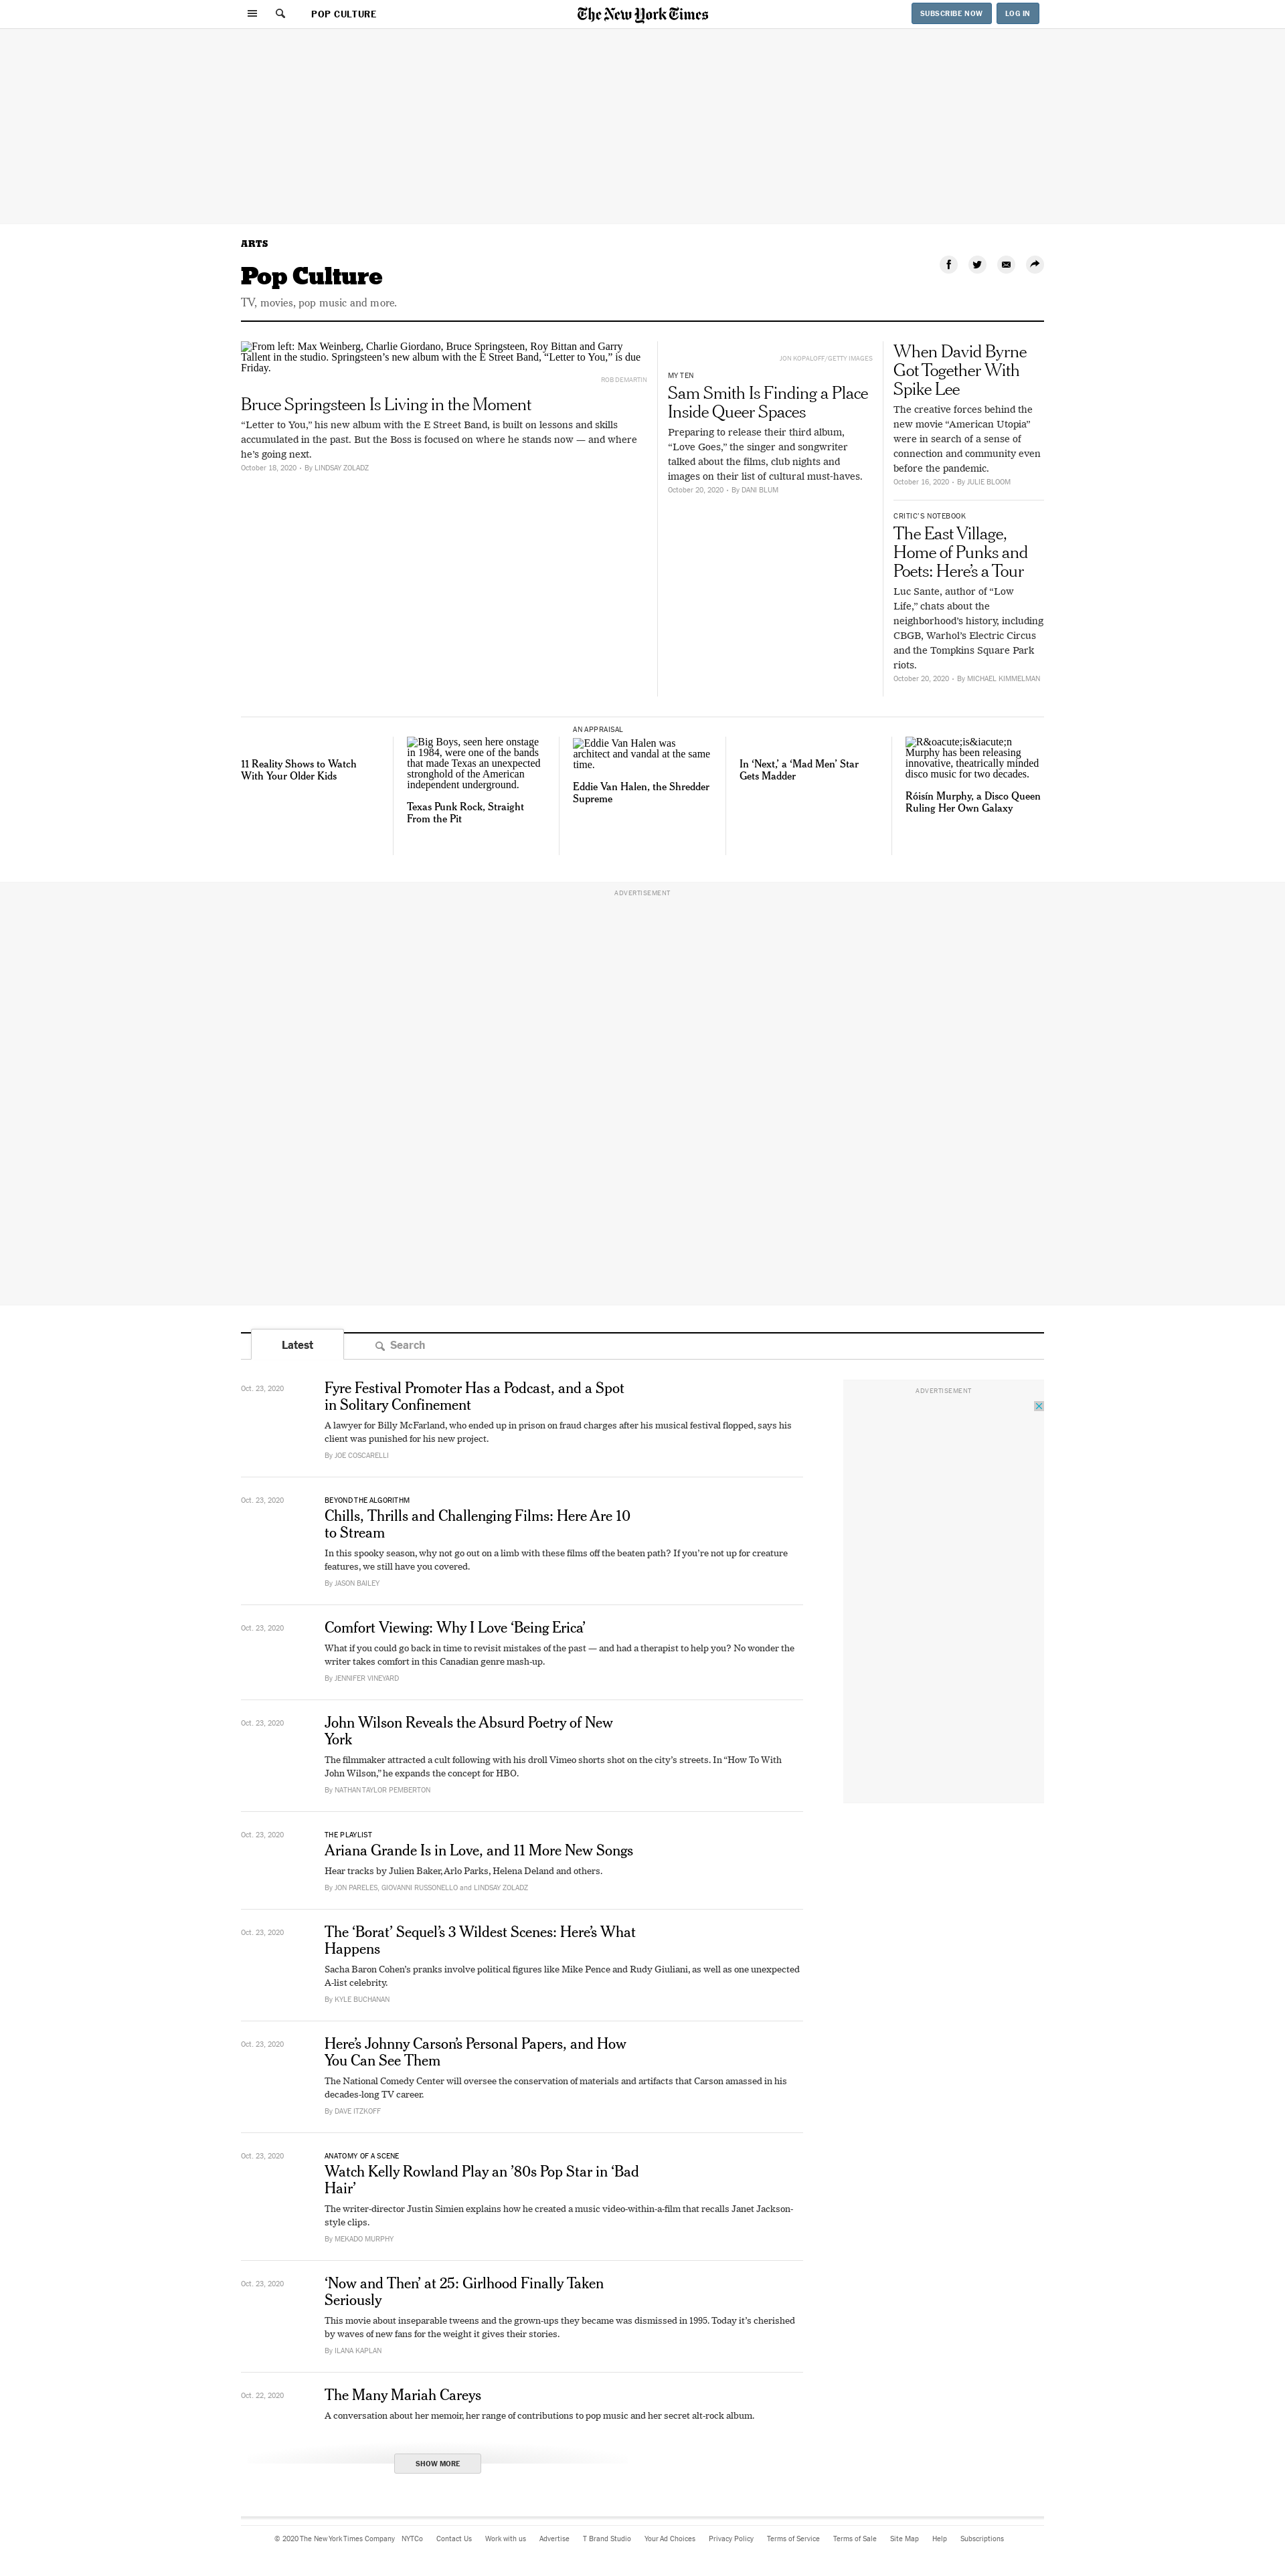 POP CULTURE
The New York Times
SUBSCRIBE NOW
LOG IN
ARTS
Pop Culture
TV, movies, pop music and more.
From left: Max Weinberg, Charlie Giordano, Bruce Springsteen, Roy Bittan and Garry
Tallent in the studio. Springsteen’s new album with the E Street Band, “Letter to You,” is due
Friday.
ROB DEMARTIN
Bruce Springsteen Is Living in the Moment
“Letter to You,” his new album with the E Street Band, is built on lessons and skills
accumulated in the past. But the Boss is focused on where he stands now — and where
he’s going next.
October 18, 2020 • By LINDSAY ZOLADZ
JON KOPALOFF/GETTY IMAGES
MY TEN
Sam Smith Is Finding a Place
Inside Queer Spaces
Preparing to release their third album,
“Love Goes,” the singer and songwriter
talked about the films, club nights and
images on their list of cultural must-haves.
October 20, 2020 • By DANI BLUM
When David Byrne
Got Together With
Spike Lee
The creative forces behind the
new movie “American Utopia”
were in search of a sense of
connection and community even
before the pandemic.
October 16, 2020 • By JULIE BLOOM
CRITIC’S NOTEBOOK
The East Village,
Home of Punks and
Poets: Here’s a Tour
Luc Sante, author of “Low
Life,” chats about the
neighborhood’s history, including
CBGB, Warhol’s Electric Circus
and the Tompkins Square Park
riots.
October 20, 2020 • By MICHAEL KIMMELMAN
11 Reality Shows to Watch
With Your Older Kids
Big Boys, seen here onstage
in 1984, were one of the bands
that made Texas an unexpected
stronghold of the American
independent underground.
Texas Punk Rock, Straight
From the Pit
AN APPRAISAL
Eddie Van Halen was
architect and vandal at the same
time.
Eddie Van Halen, the Shredder
Supreme
In ‘Next,’ a ‘Mad Men’ Star
Gets Madder
R&oacute;is&iacute;n
Murphy has been releasing
innovative, theatrically minded
disco music for two decades.
Róisín Murphy, a Disco Queen
Ruling Her Own Galaxy
ADVERTISEMENT
Latest
Search
ADVERTISEMENT
Oct. 23, 2020
Fyre Festival Promoter Has a Podcast, and a Spot
in Solitary Confinement
A lawyer for Billy McFarland, who ended up in prison on fraud charges after his musical festival flopped, says his
client was punished for his new project.
By JOE COSCARELLI
Oct. 23, 2020
BEYOND THE ALGORITHM
Chills, Thrills and Challenging Films: Here Are 10
to Stream
In this spooky season, why not go out on a limb with these films off the beaten path? If you’re not up for creature
features, we still have you covered.
By JASON BAILEY
Oct. 23, 2020
Comfort Viewing: Why I Love ‘Being Erica’
What if you could go back in time to revisit mistakes of the past — and had a therapist to help you? No wonder the
writer takes comfort in this Canadian genre mash-up.
By JENNIFER VINEYARD
Oct. 23, 2020
John Wilson Reveals the Absurd Poetry of New
York
The filmmaker attracted a cult following with his droll Vimeo shorts shot on the city’s streets. In “How To With
John Wilson,” he expands the concept for HBO.
By NATHAN TAYLOR PEMBERTON
Oct. 23, 2020
THE PLAYLIST
Ariana Grande Is in Love, and 11 More New Songs
Hear tracks by Julien Baker, Arlo Parks, Helena Deland and others.
By JON PARELES, GIOVANNI RUSSONELLO and LINDSAY ZOLADZ
Oct. 23, 2020
The ‘Borat’ Sequel’s 3 Wildest Scenes: Here’s What
Happens
Sacha Baron Cohen’s pranks involve political figures like Mike Pence and Rudy Giuliani, as well as one unexpected
A-list celebrity.
By KYLE BUCHANAN
Oct. 23, 2020
Here’s Johnny Carson’s Personal Papers, and How
You Can See Them
The National Comedy Center will oversee the conservation of materials and artifacts that Carson amassed in his
decades-long TV career.
By DAVE ITZKOFF
Oct. 23, 2020
ANATOMY OF A SCENE
Watch Kelly Rowland Play an ’80s Pop Star in ‘Bad
Hair’
The writer-director Justin Simien explains how he created a music video-within-a-film that recalls Janet Jackson-
style clips.
By MEKADO MURPHY
Oct. 23, 2020
‘Now and Then’ at 25: Girlhood Finally Taken
Seriously
This movie about inseparable tweens and the grown-ups they became was dismissed in 1995. Today it’s cherished
by waves of new fans for the weight it gives their stories.
By ILANA KAPLAN
Oct. 22, 2020
The Many Mariah Careys
A conversation about her memoir, her range of contributions to pop music and her secret alt-rock album.
SHOW MORE
© 2020 The New York Times Company NYTCo Contact Us Work with us Advertise T Brand Studio Your Ad Choices Privacy Policy Terms of Service Terms of Sale Site Map Help Subscriptions